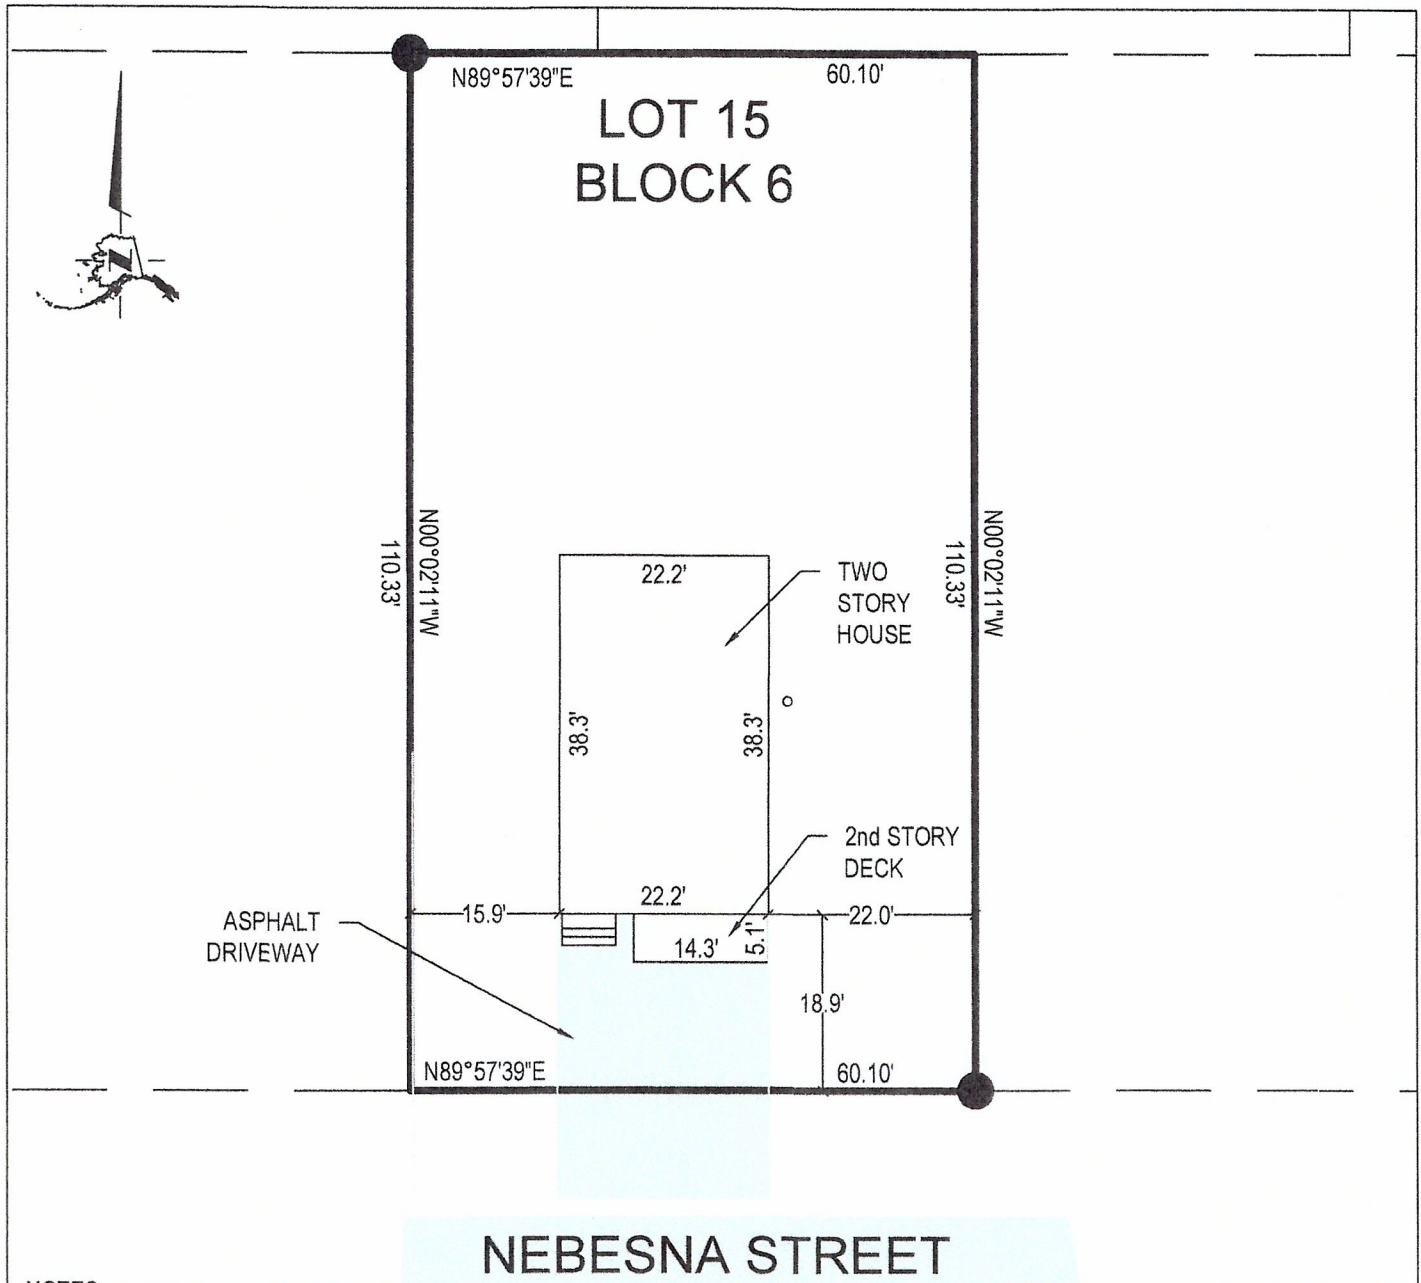 N89°57'39"E
60.10'
LOT 15
BLOCK 6
N
N00°02'11"W
110.33'
N00°02'11"W
110.33'
22.2'
TWO
STORY
HOUSE
38.3'
38.3'
2nd STORY
DECK
22.2'
15.9'
22.0'
ASPHALT
DRIVEWAY
14.3'
5.1'
18.9'
N89°57'39"E
60.10'
NEBESNA STREET